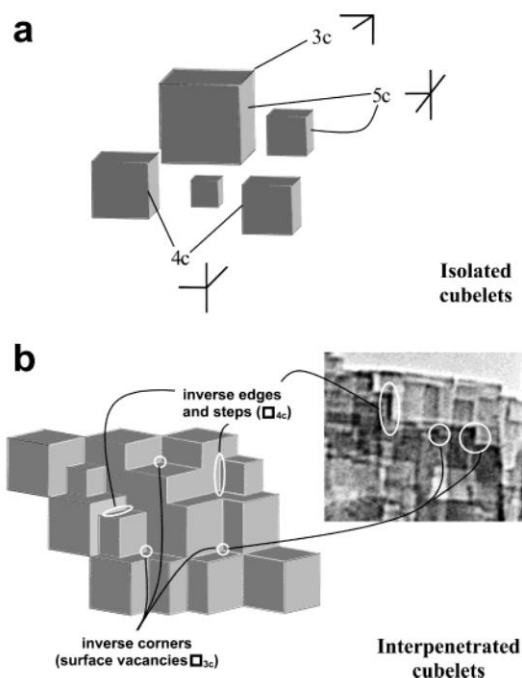 a
3c
5c
4c
Isolated
cubelets
b
inverse edges
and steps (□4c)
inverse corners
(surface vacancies □3c)
Interpenetrated
cubelets